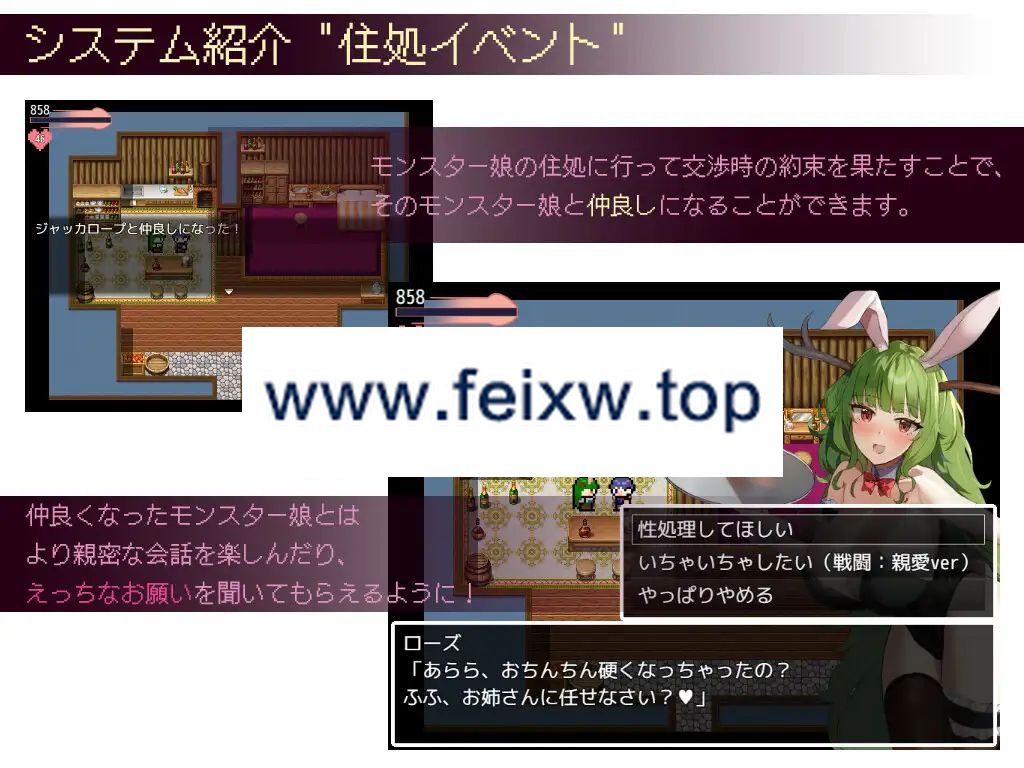 システム紹介 "住処イベント"
858
46
モンスター娘の住処に行って交渉時の約束を果たすことで、
そのモンスター娘と仲良しになることができます。
ジャッカロープと仲良しになった！
858
www.feixw.top
仲良くなったモンスター娘とは
より親密な会話を楽しんだり、
えっちなお願いを聞いてもらえるように！
性処理してほしい
いちゃいちゃしたい（戦闘：親愛ver）
やっぱりやめる
ローズ
「あらら、おちんちん硬くなっちゃったの？
ふふ、お姉さんに任せなさい？♥」